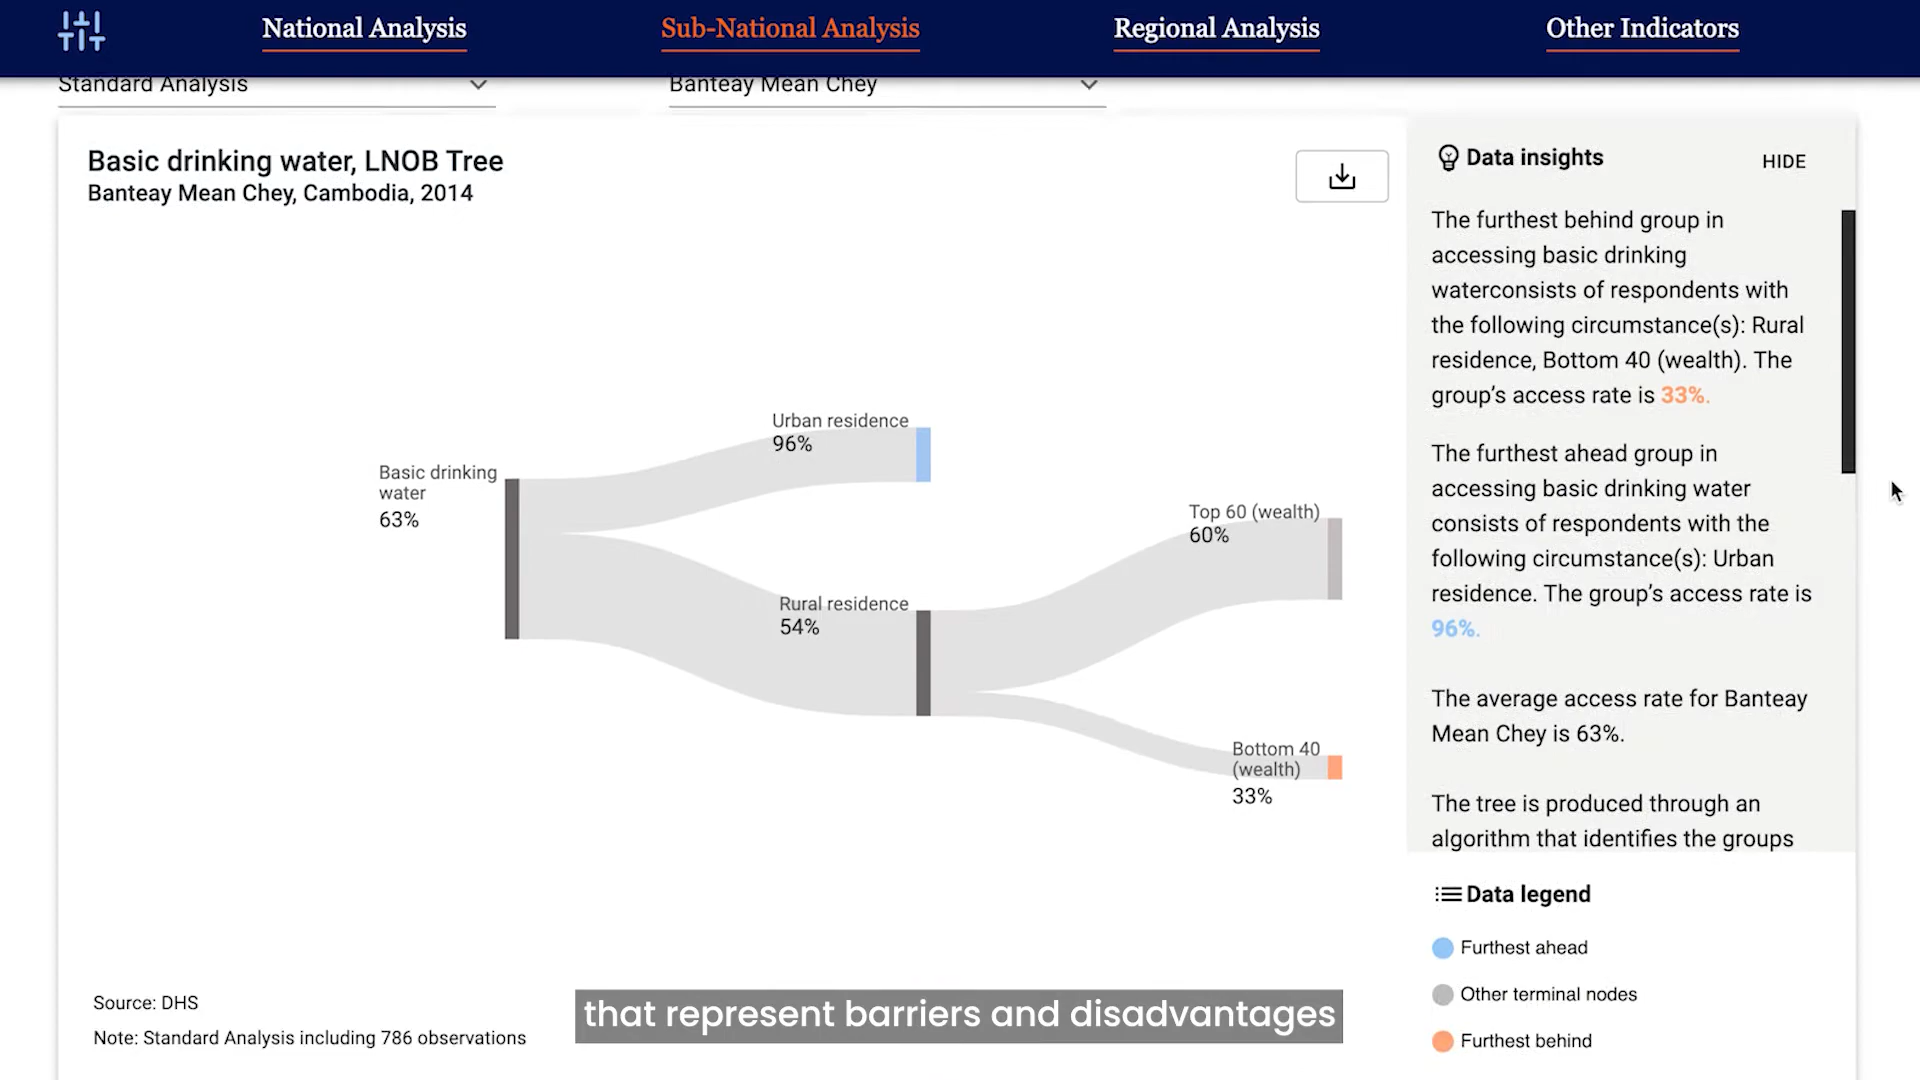 National Analysis
Sub-National Analysis
Regional Analysis
Other Indicators
Standard Analysis
Banteay Mean Chey
Basic drinking water, LNOB Tree
Banteay Mean Chey, Cambodia, 2014
Basic drinking
water
63%
Urban residence
96%
Rural residence
54%
Top 60 (wealth)
60%
Bottom 40
(wealth)
33%
Source: DHS
Note: Standard Analysis including 786 observations
that represent barriers and disadvantages
Data insights
HIDE
The furthest behind group in
accessing basic drinking
waterconsists of respondents with
the following circumstance(s): Rural
residence, Bottom 40 (wealth). The
group's access rate is 33%.
The furthest ahead group in
accessing basic drinking water
consists of respondents with the
following circumstance(s): Urban
residence. The group's access rate is
96%.
The average access rate for Banteay
Mean Chey is 63%.
The tree is produced through an
algorithm that identifies the groups
Data legend
Furthest ahead
Other terminal nodes
Furthest behind